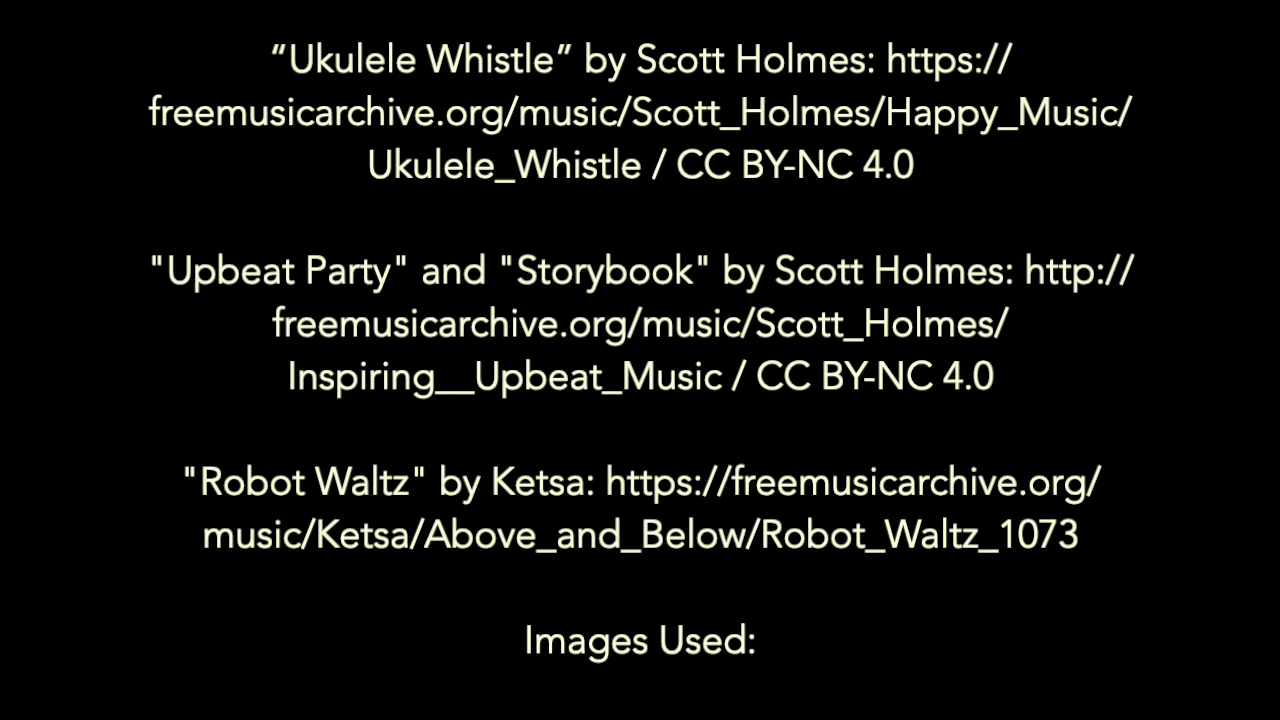 “Ukulele Whistle” by Scott Holmes: https://
freemusicarchive.org/music/Scott_Holmes/Happy_Music/
Ukulele_Whistle / CC BY-NC 4.0
"Upbeat Party" and "Storybook" by Scott Holmes: http://
freemusicarchive.org/music/Scott_Holmes/
Inspiring__Upbeat_Music / CC BY-NC 4.0
"Robot Waltz" by Ketsa: https://freemusicarchive.org/
music/Ketsa/Above_and_Below/Robot_Waltz_1073
Images Used: